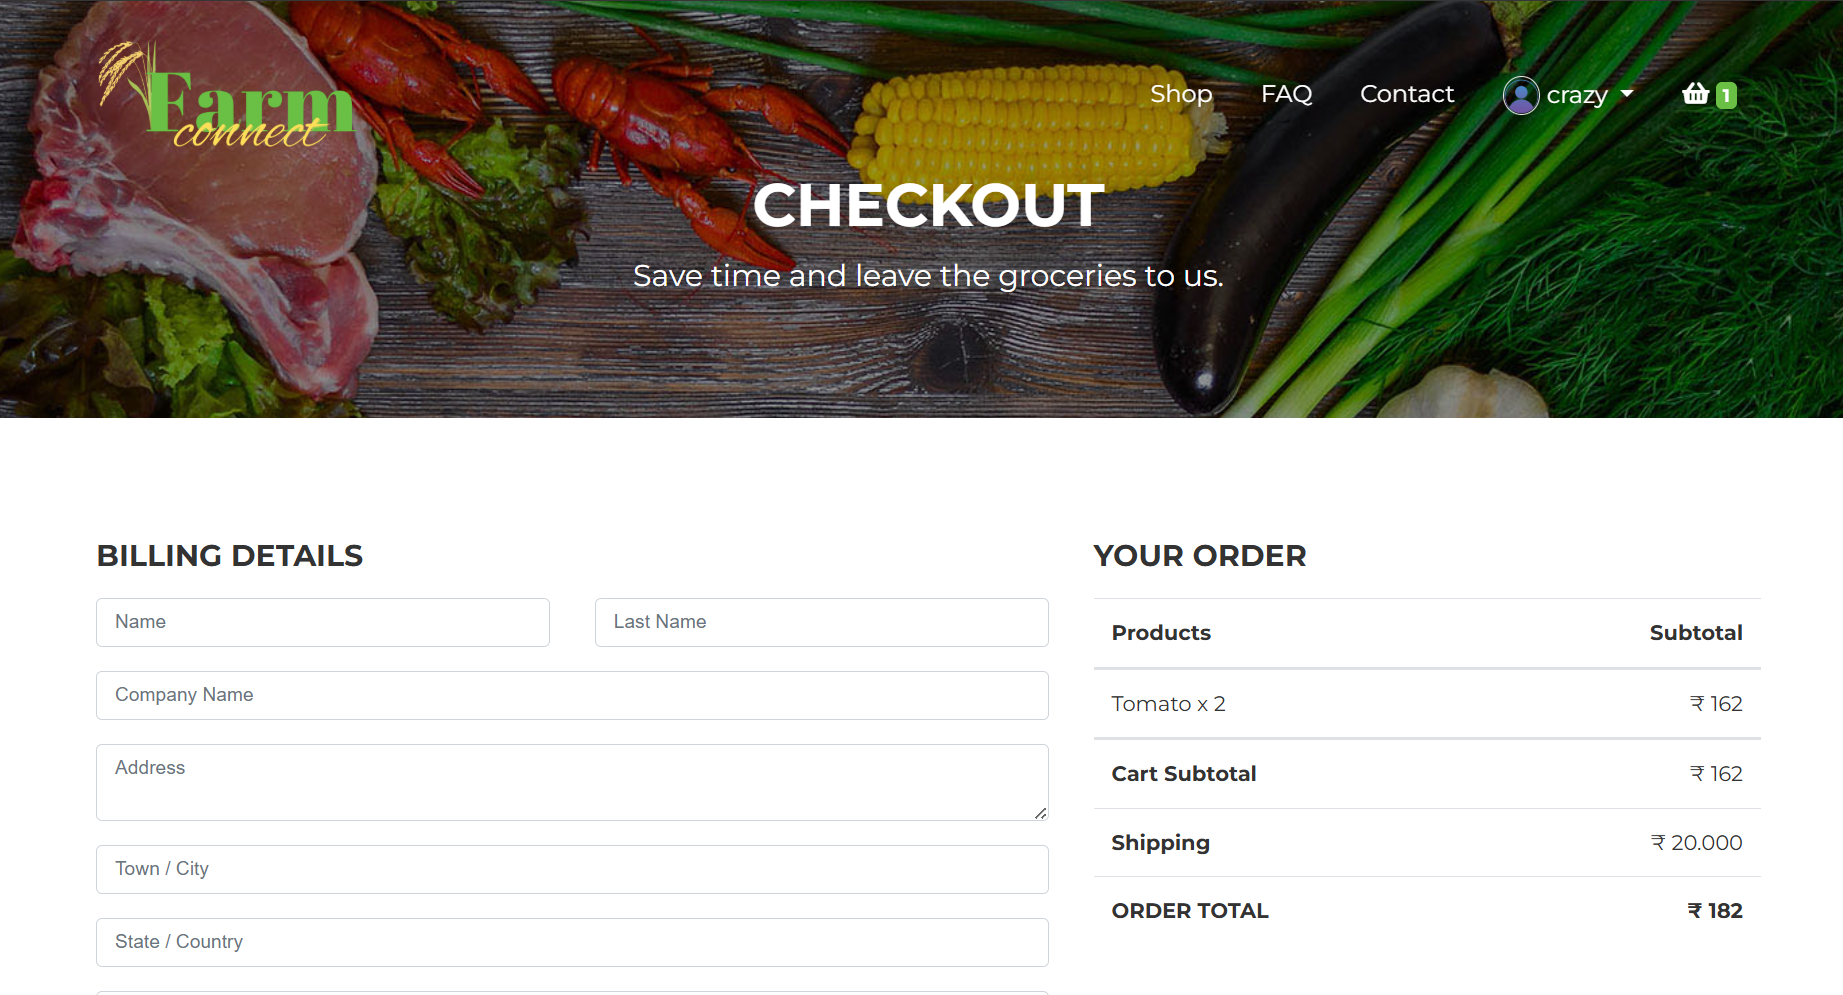 Farm
connect
Shop FAQ Contact crazy 1
CHECKOUT
Save time and leave the groceries to us.
BILLING DETAILS
Name Last Name
Company Name
Address
Town / City
State / Country
YOUR ORDER
Products Subtotal
Tomato x 2 ₹ 162
Cart Subtotal ₹ 162
Shipping ₹ 20.000
ORDER TOTAL ₹ 182